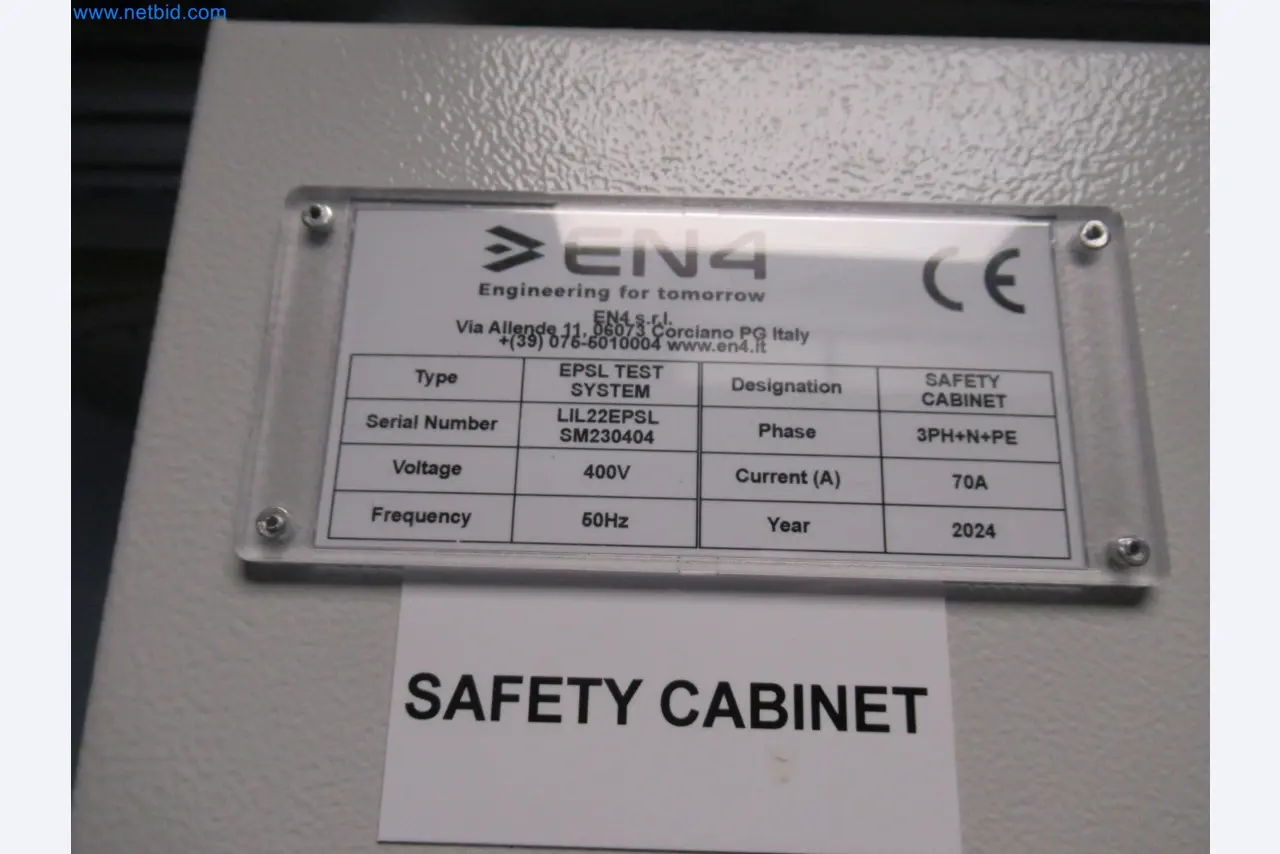 www.netbid.com
EN4
CE
Engineering for tomorrow
EN4 s.r.l.
Via Allende 11, 06073 Corciano PG Italy
+(39) 075-5010004 www.en4.it
Type EPSL TEST SYSTEM Designation SAFETY CABINET
Serial Number LIL22EPSL SM230404 Phase 3PH+N+PE
Voltage 400V Current (A) 70A
Frequency 50Hz Year 2024
SAFETY CABINET